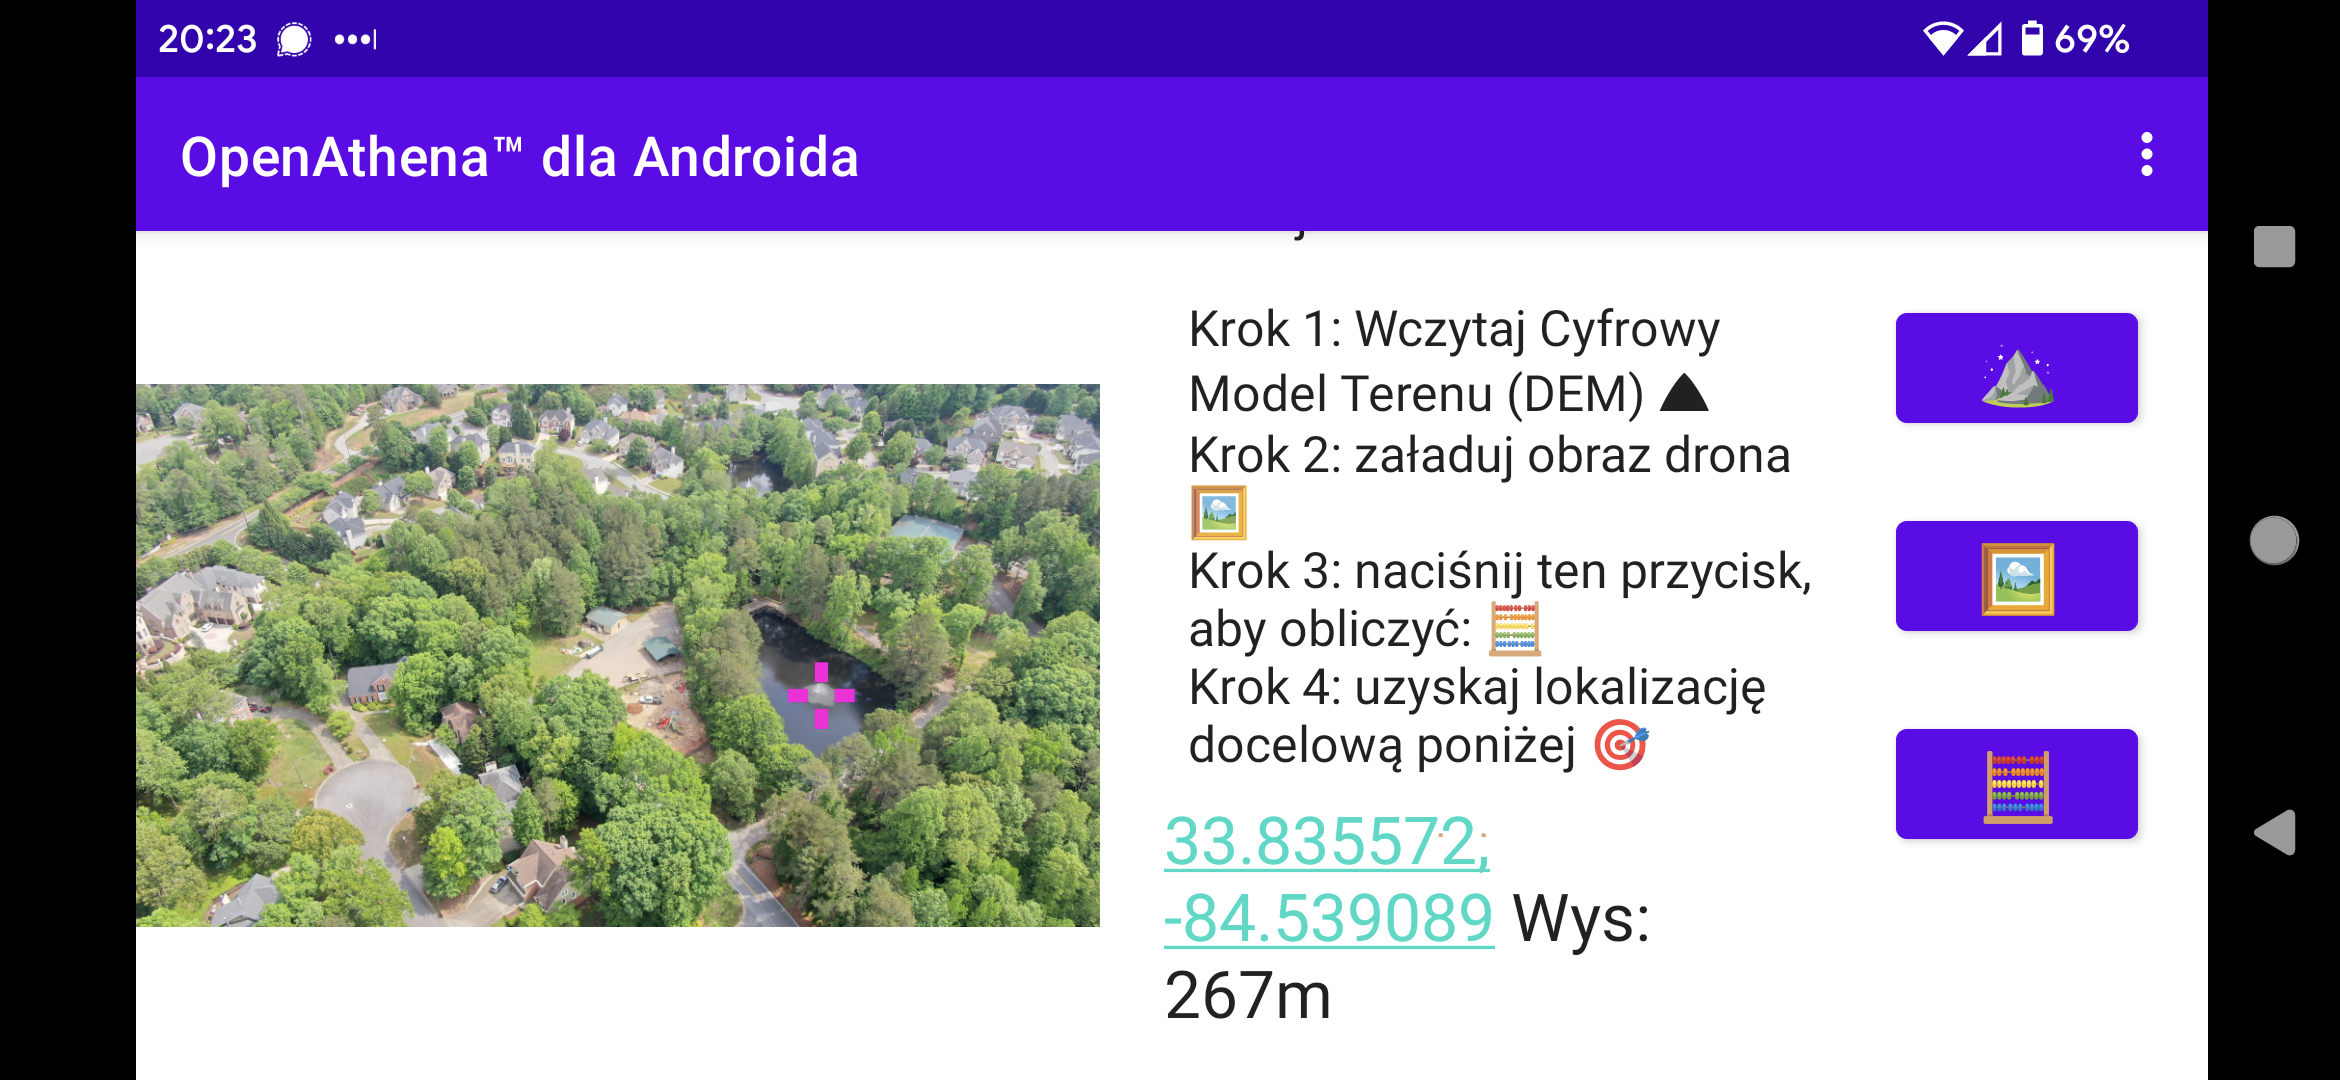 20:23
69%
OpenAthena™ dla Androida
Krok 1: Wczytaj Cyfrowy
Model Terenu (DEM)
Krok 2: załaduj obraz drona
Krok 3: naciśnij ten przycisk,
aby obliczyć:
Krok 4: uzyskaj lokalizację
docelową poniżej
33.835572,
-84.539089 Wys:
267m